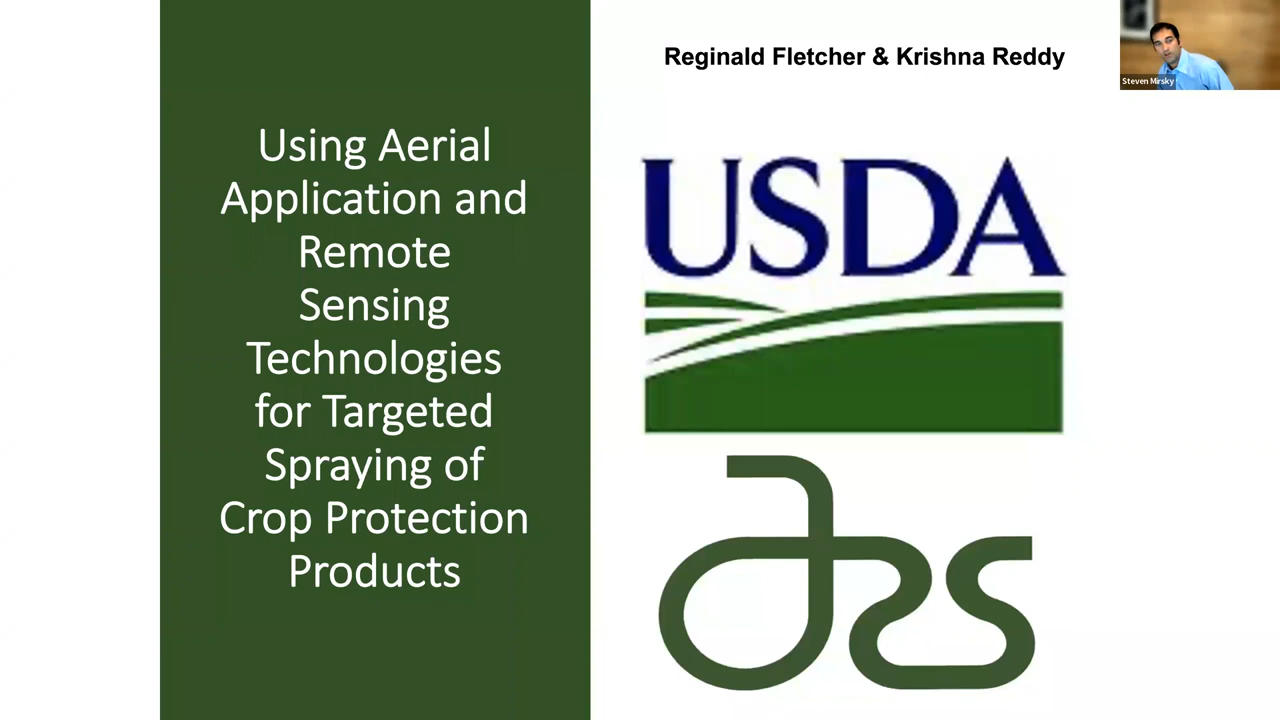 Using Aerial
Application and
Remote
Sensing
Technologies
for Targeted
Spraying of
Crop Protection
Products
Reginald Fletcher & Krishna Reddy
USDA
ars
Steven Mirsky